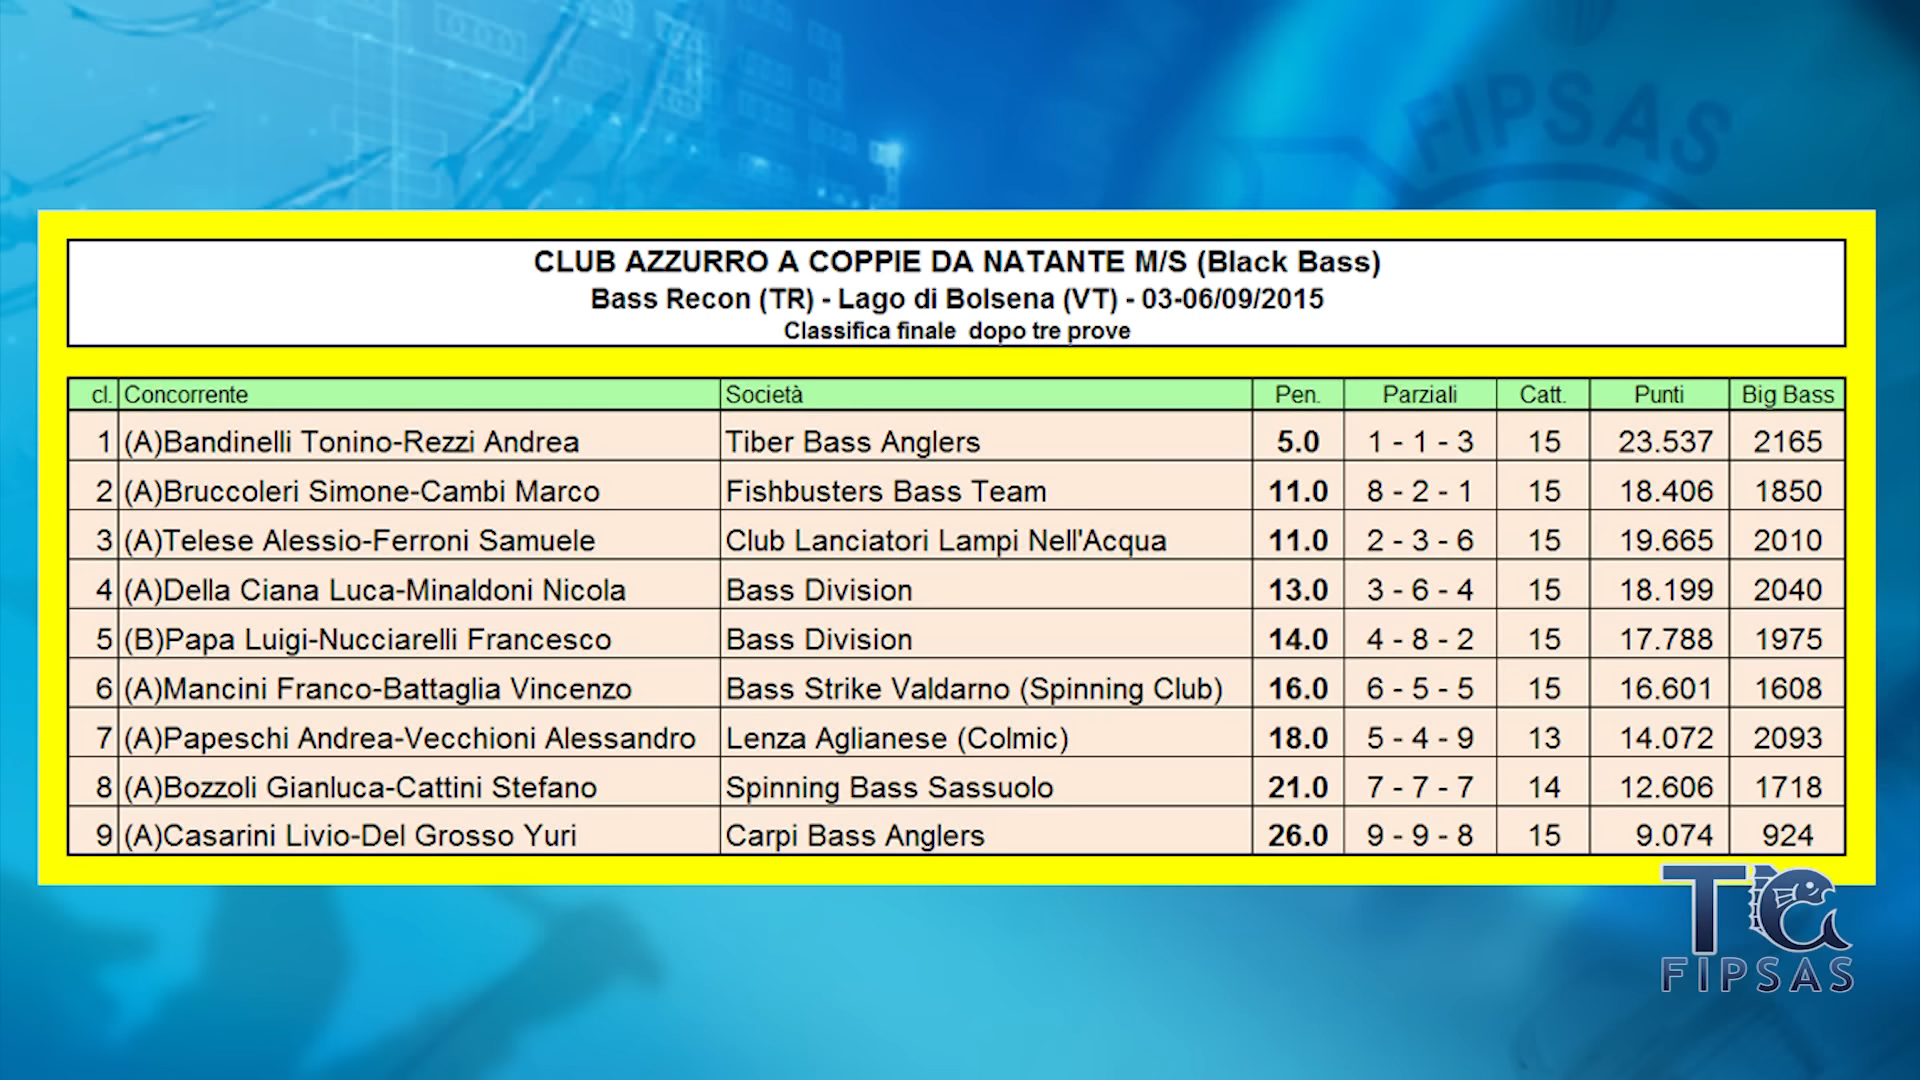 FIPSAS
CLUB AZZURRO A COPPIE DA NATANTE M/S (Black Bass)
Bass Recon (TR) - Lago di Bolsena (VT) - 03-06/09/2015
Classifica finale dopo tre prove
cl. Concorrente Società Pen. Parziali Catt. Punti Big Bass
1 (A)Bandinelli Tonino-Rezzi Andrea Tiber Bass Anglers 5.0 1 - 1 - 3 15 23.537 2165
2 (A)Bruccoleri Simone-Cambi Marco Fishbusters Bass Team 11.0 8 - 2 - 1 15 18.406 1850
3 (A)Telese Alessio-Ferroni Samuele Club Lanciatori Lampi Nell'Acqua 11.0 2 - 3 - 6 15 19.665 2010
4 (A)Della Ciana Luca-Minaldoni Nicola Bass Division 13.0 3 - 6 - 4 15 18.199 2040
5 (B)Papa Luigi-Nucciarelli Francesco Bass Division 14.0 4 - 8 - 2 15 17.788 1975
6 (A)Mancini Franco-Battaglia Vincenzo Bass Strike Valdarno (Spinning Club) 16.0 6 - 5 - 5 15 16.601 1608
7 (A)Papeschi Andrea-Vecchioni Alessandro Lenza Aglianese (Colmic) 18.0 5 - 4 - 9 13 14.072 2093
8 (A)Bozzoli Gianluca-Cattini Stefano Spinning Bass Sassuolo 21.0 7 - 7 - 7 14 12.606 1718
9 (A)Casarini Livio-Del Grosso Yuri Carpi Bass Anglers 26.0 9 - 9 - 8 15 9.074 924
TG
FIPSAS